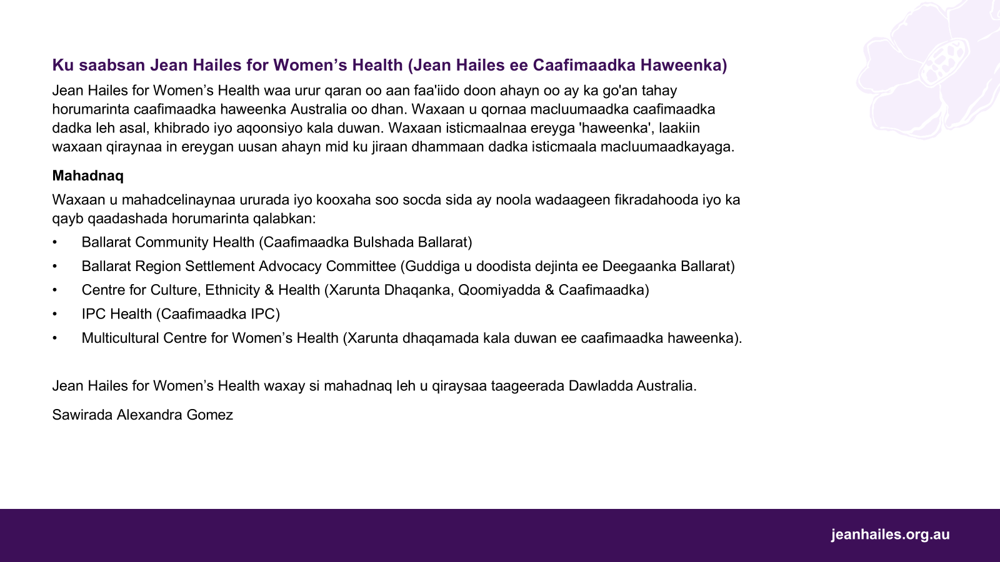 Ku saabsan Jean Hailes for Women’s Health (Jean Hailes ee Caafimaadka Haweenka)
Jean Hailes for Women’s Health waa urur qaran oo aan faa'iido doon ahayn oo ay ka go'an tahay
horumarinta caafimaadka haweenka Australia oo dhan. Waxaan u qornaa macluumaadka caafimaadka
dadka leh asal, khibrado iyo aqoonsiyo kala duwan. Waxaan isticmaalnaa ereyga 'haweenka', laakiin
waxaan qiraynaa in ereygan uusan ahayn mid ku jiraan dhammaan dadka isticmaala macluumaadkayaga.
Mahadnaq
Waxaan u mahadcelinaynaa ururada iyo kooxaha soo socda sida ay noola wadaageen fikradahooda iyo ka
qayb qaadashada horumarinta qalabkan:
• Ballarat Community Health (Caafimaadka Bulshada Ballarat)
• Ballarat Region Settlement Advocacy Committee (Guddiga u doodista dejinta ee Deegaanka Ballarat)
• Centre for Culture, Ethnicity & Health (Xarunta Dhaqanka, Qoomiyadda & Caafimaadka)
• IPC Health (Caafimaadka IPC)
• Multicultural Centre for Women’s Health (Xarunta dhaqamada kala duwan ee caafimaadka haweenka).
Jean Hailes for Women’s Health waxay si mahadnaq leh u qiraysaa taageerada Dawladda Australia.
Sawirada Alexandra Gomez
jeanhailes.org.au